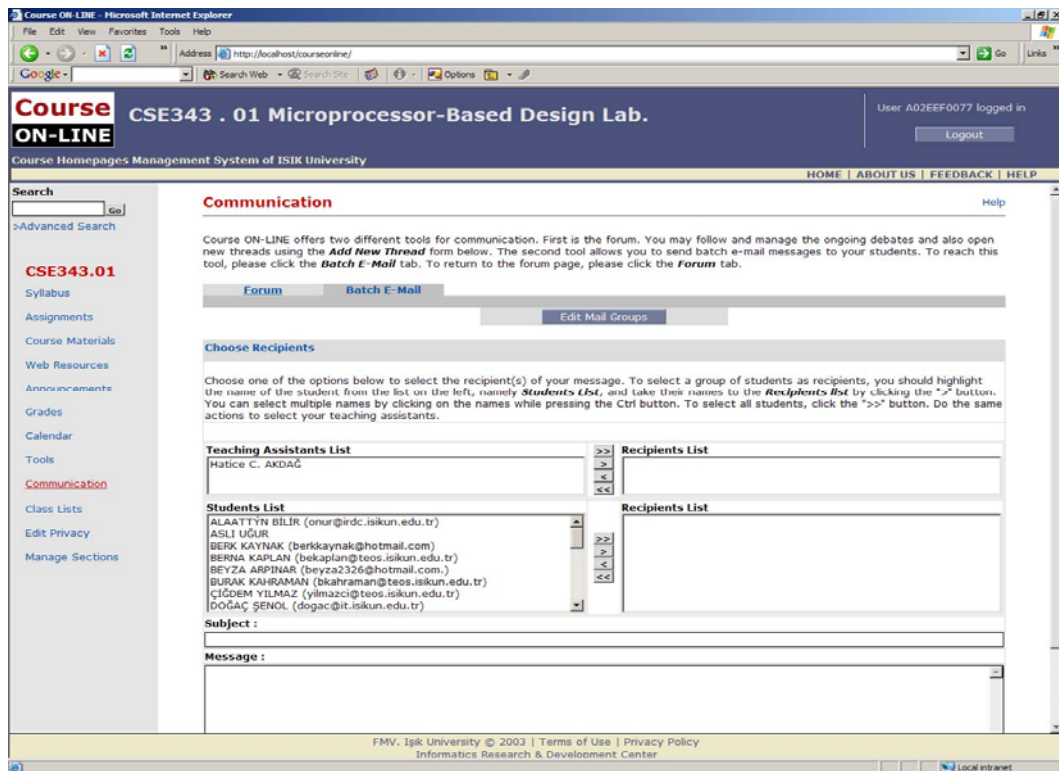 Course ON-LINE - Microsoft Internet Explorer
File Edit View Favorites Tools Help
Address http://localhost/courseonline/ Go Links
Google Search Web Search Site Options
Course ON-LINE
CSE343 . 01 Microprocessor-Based Design Lab.
User A02EEF0077 logged in
Logout
Course Homepages Management System of ISIK University
HOME | ABOUT US | FEEDBACK | HELP
Search
Go
>Advanced Search
CSE343.01
Syllabus
Assignments
Course Materials
Web Resources
Announcements
Grades
Calendar
Tools
Communication
Class Lists
Edit Privacy
Manage Sections
Communication
Help
Course ON-LINE offers two different tools for communication. First is the forum. You may follow and manage the ongoing debates and also open
new threads using the Add New Thread form below. The second tool allows you to send batch e-mail messages to your students. To reach this
tool, please click the Batch E-Mail tab. To return to the forum page, please click the Forum tab.
Forum Batch E-Mail
Edit Mail Groups
Choose Recipients
Choose one of the options below to select the recipient(s) of your message. To select a group of students as recipients, you should highlight
the name of the student from the list on the left, namely Students List, and take their names to the Recipients list by clicking the ">" button.
You can select multiple names by clicking on the names while pressing the Ctrl button. To select all students, click the ">>" button. Do the same
actions to select your teaching assistants.
Teaching Assistants List
Hatice C. AKDAĞ
>>
>
<
<<
Recipients List
Students List
ALAATTÝN BİLİR (onur@irdc.isikun.edu.tr)
ASLI UĞUR
BERK KAYNAK (berkkaynak@hotmail.com)
BERNA KAPLAN (bekaplan@teos.isikun.edu.tr)
BEYZA ARPINAR (beyza2326@hotmail.com.)
BURAK KAHRAMAN (bkahraman@teos.isikun.edu.tr)
ÇİĞDEM YILMAZ (yilmazci@teos.isikun.edu.tr)
DOĞAÇ ŞENOL (dogac@it.isikun.edu.tr)
>>
>
<
<<
Recipients List
Subject :
Message :
FMV. Işık University © 2003 | Terms of Use | Privacy Policy
Informatics Research & Development Center
Local intranet